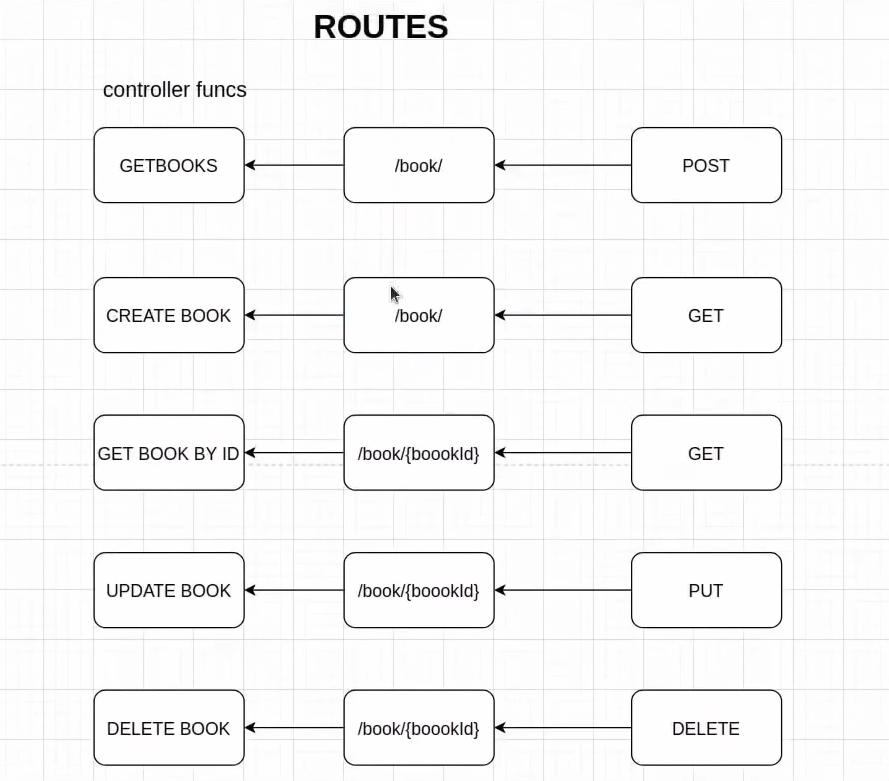 ROUTES
controller funcs
GETBOOKS
/book/
POST
CREATE BOOK
/book/
GET
GET BOOK BY ID
/book/{boookId}
GET
UPDATE BOOK
/book/{boookId}
PUT
DELETE BOOK
/book/{boookId}
DELETE